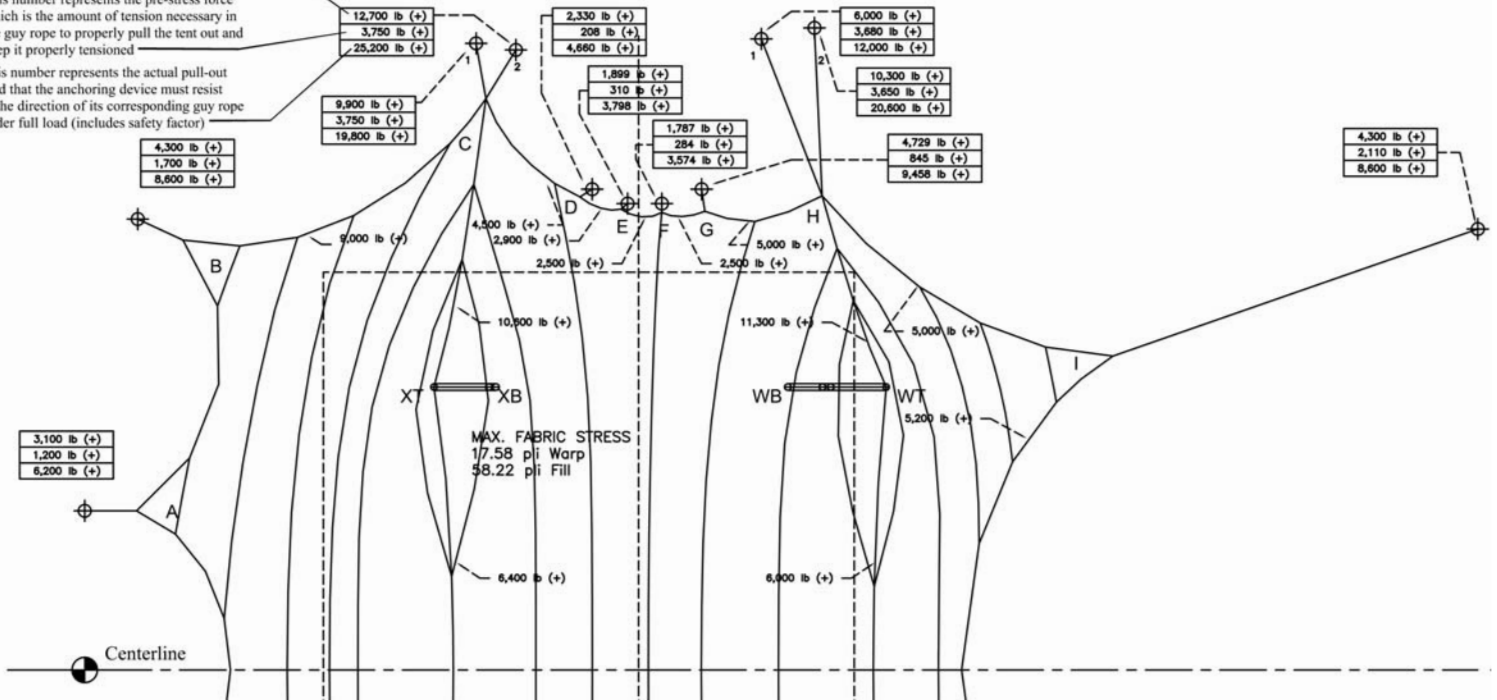 number represents the pre-stress force
is the amount of tension necessary in
guy rope to properly pull the tent out and
it properly tensioned
number represents the actual pull-out
that the anchoring device must resist
the direction of its corresponding guy rope
full load (includes safety factor)
12,700 lb (+)
3,750 lb (+)
25,200 lb (+)
2,330 lb (+)
208 lb (+)
4,660 lb (+)
6,000 lb (+)
3,680 lb (+)
12,000 lb (+)
1
2
1
2
1,899 lb (+)
310 lb (+)
3,798 lb (+)
10,300 lb (+)
3,650 lb (+)
20,600 lb (+)
9,900 lb (+)
3,750 lb (+)
19,800 lb (+)
1,787 lb (+)
284 lb (+)
3,574 lb (+)
4,729 lb (+)
845 lb (+)
9,458 lb (+)
4,300 lb (+)
1,700 lb (+)
8,600 lb (+)
4,300 lb (+)
2,110 lb (+)
8,600 lb (+)
C
D
E
F
G
H
B
I
A
4,500 lb (+)
2,900 lb (+)
9,000 lb (+)
5,000 lb (+)
2,500 lb (+)
2,500 lb (+)
10,500 lb (+)
11,300 lb (+)
5,000 lb (+)
XT
XB
WB
WT
5,200 lb (+)
MAX. FABRIC STRESS
17.58 pli Warp
58.22 pli Fill
3,100 lb (+)
1,200 lb (+)
6,200 lb (+)
6,400 lb (+)
6,000 lb (+)
Centerline